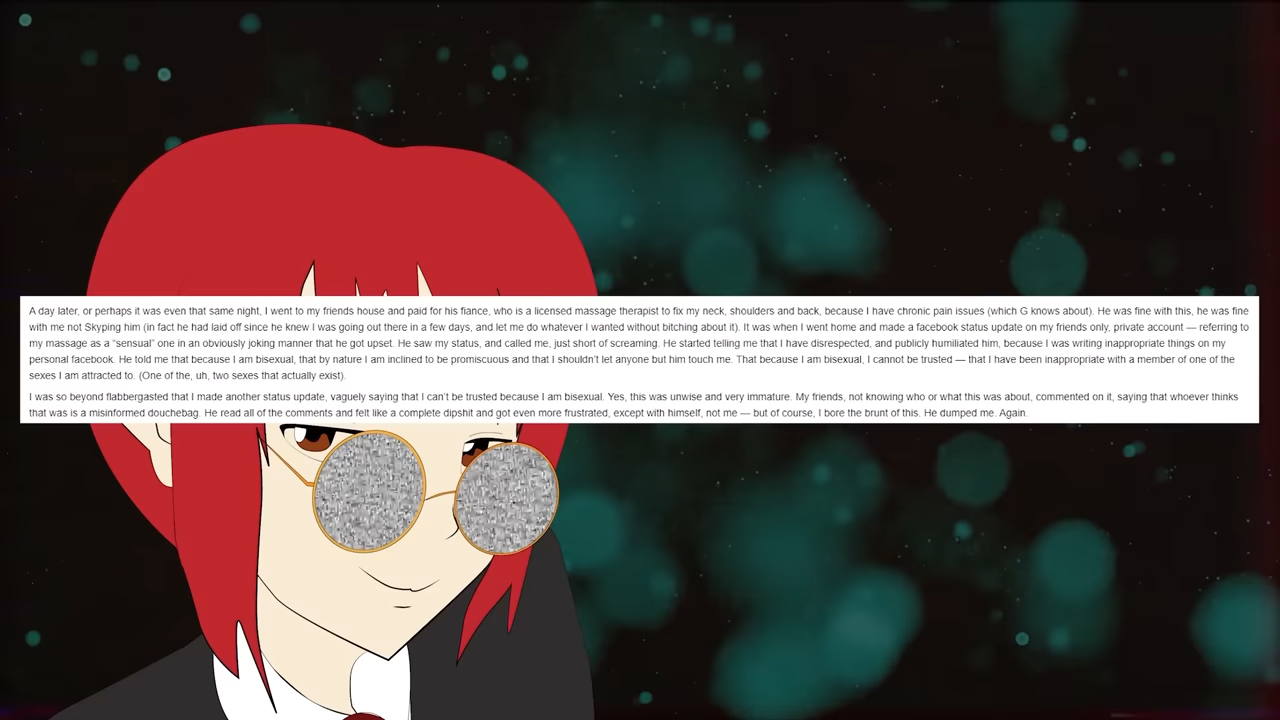 A day later, or perhaps it was even that same night, I went to my friends house and paid for his fiance, who is a licensed massage therapist to fix my neck, shoulders and back, because I have chronic pain issues (which G knows about). He was fine with this, he was fine
with me not Skyping him (in fact he had laid off since he knew I was going out there in a few days, and let me do whatever I wanted without bitching about it). It was when I went home and made a facebook status update on my friends only, private account — referring to
my massage as a “sensual” one in an obviously joking manner that he got upset. He saw my status, and called me, just short of screaming. He started telling me that I have disrespected, and publicly humiliated him, because I was writing inappropriate things on my
personal facebook. He told me that because I am bisexual, that by nature I am inclined to be promiscuous and that I shouldn’t let anyone but him touch me. That because I am bisexual, I cannot be trusted — that I have been inappropriate with a member of one of the
sexes I am attracted to. (One of the, uh, two sexes that actually exist).
I was so beyond flabbergasted that I made another status update, vaguely saying that I can’t be trusted because I am bisexual. Yes, this was unwise and very immature. My friends, not knowing who or what this was about, commented on it, saying that whoever thinks
that was is a misinformed douchebag. He read all of the comments and felt like a complete dipshit and got even more frustrated, except with himself, not me — but of course, I bore the brunt of this. He dumped me. Again.